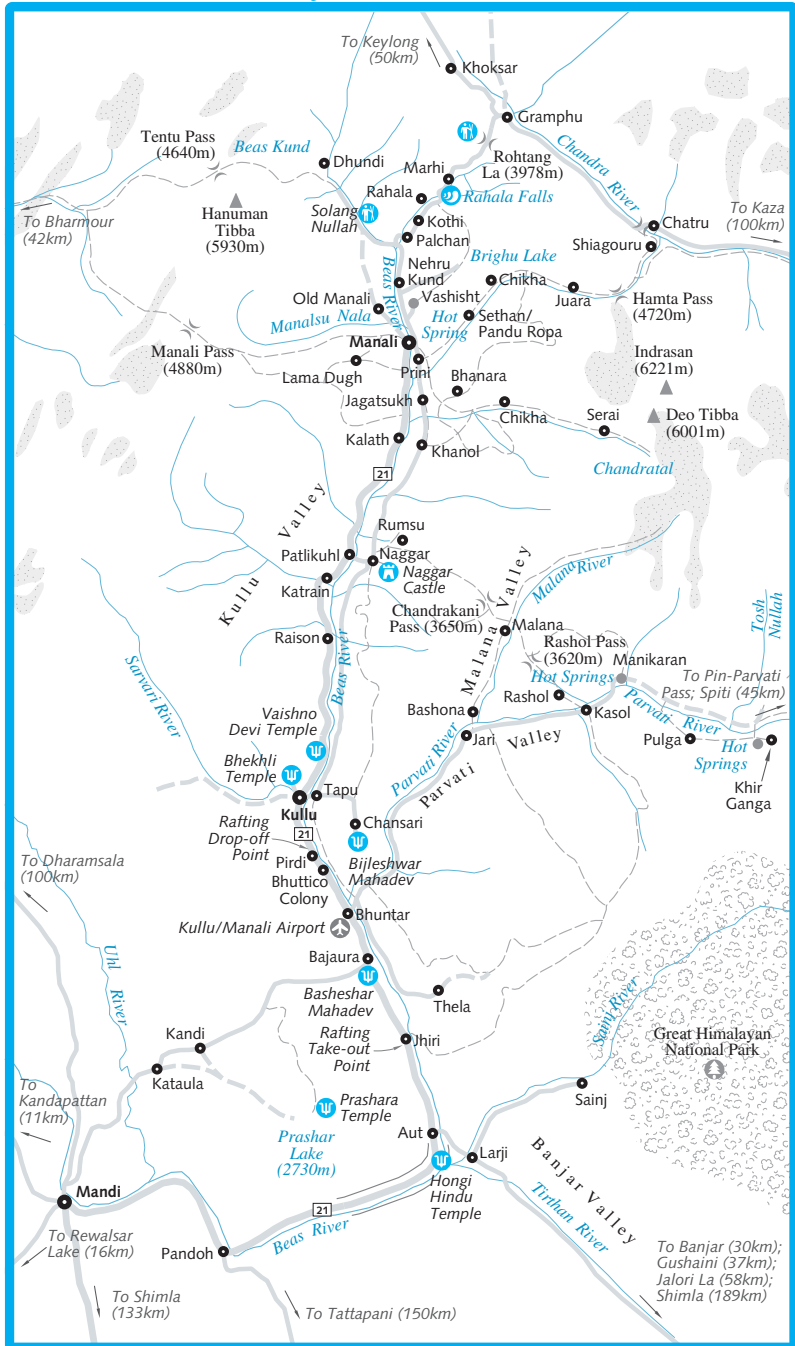 To Keylong
(50km)
Khoksar
Gramphu
Tentu Pass
(4640m)
Beas Kund
Dhundi
Marhi
Rohtang
La (3978m)
Chandra River
Rahala
Rahala Falls
Hanuman
Tibba
(5930m)
Solang
Nullah
Kothi
Palchan
To Bharmour
(42km)
Chatru
To Kaza
(100km)
Shiagouru
Beas River
Nehru
Kund
Brighu Lake
Chikha
Juara
Hamta Pass
(4720m)
Old Manali
Vashisht
Hot
Spring
Sethan/
Pandu Ropa
Manalsu Nala
Manali
Manali Pass
(4880m)
Lama Dugh
Prini
Indrasan
(6221m)
Bhanara
Jagatsukh
Chikha
Serai
Deo Tibba
(6001m)
Kalath
Khanol
Chandratal
21
Kullu Valley
Rumsu
Patlikuhl
Naggar
Naggar
Castle
Katrain
Malana Valley
Malana River
Chandrakani
Pass (3650m)
Malana
Tosh
Nullah
Raison
Beas River
Rashol Pass
(3620m)
Manikaran
Hot Springs
To Pin-Parvati
Pass; Spiti (45km)
Sarvari River
Rashol
Kasol
Parvati River
Bashona
Jari
Pulga
Hot
Springs
Khir
Ganga
Vaishno
Devi Temple
Bhekhli
Temple
Parvati River
Parvati Valley
Kullu
Tapu
Rafting
Drop-off
Point
21
Chansari
Bijleshwar
Mahadev
Pirdi
Bhuttico
Colony
To Dharamsala
(100km)
Bhuntar
Kullu/Manali Airport
Uhl River
Bajaura
Basheshar
Mahadev
Thela
Sainj River
Great Himalayan
National Park
Rafting
Take-out
Point
Jhiri
Kandi
Kataula
To
Kandapattan
(11km)
Sainj
Prashara
Temple
Prashar
Lake
(2730m)
Aut
Larji
Banjar Valley
Hongi
Hindu
Temple
Tirthan River
Mandi
21
Beas River
To Rewalsar
Lake (16km)
Pandoh
To Banjar (30km);
Gushaini (37km);
Jalori La (58km);
Shimla (189km)
To Shimla
(133km)
To Tattapani (150km)